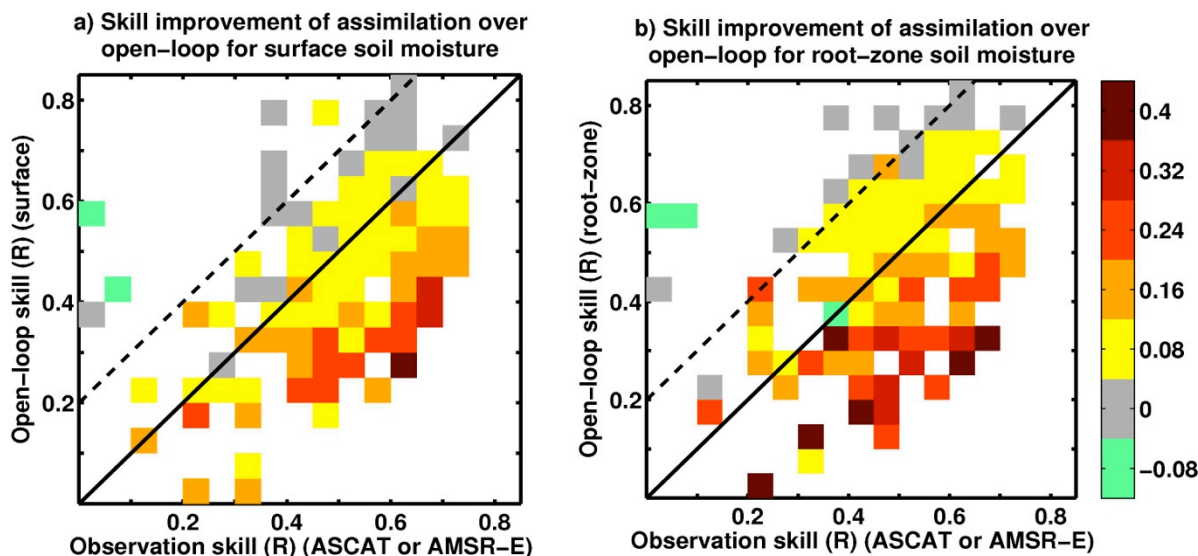 a) Skill improvement of assimilation over
open−loop for surface soil moisture
0.8
0.6
0.4
0.2
Open−loop skill (R) (surface)
0.2 0.4 0.6 0.8
Observation skill (R) (ASCAT or AMSR−E)
b) Skill improvement of assimilation over
open−loop for root−zone soil moisture
0.8
0.6
0.4
0.2
Open−loop skill (R) (root−zone)
0.2 0.4 0.6 0.8
Observation skill (R) (ASCAT or AMSR−E)
0.4
0.32
0.24
0.16
0.08
0
−0.08